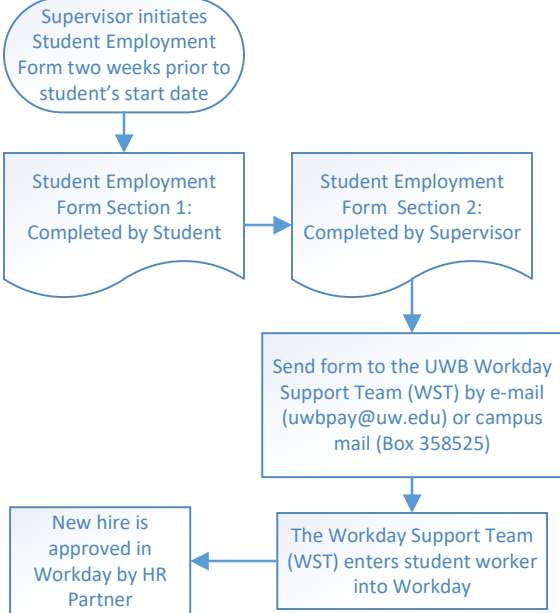 Supervisor initiates
Student Employment
Form two weeks prior to
student's start date
Student Employment
Form Section 1:
Completed by Student
Student Employment
Form Section 2:
Completed by Supervisor
Send form to the UWB Workday
Support Team (WST) by e-mail
(uwbpay@uw.edu) or campus
mail (Box 358525)
The Workday Support Team
(WST) enters student worker
into Workday
New hire is
approved in
Workday by HR
Partner